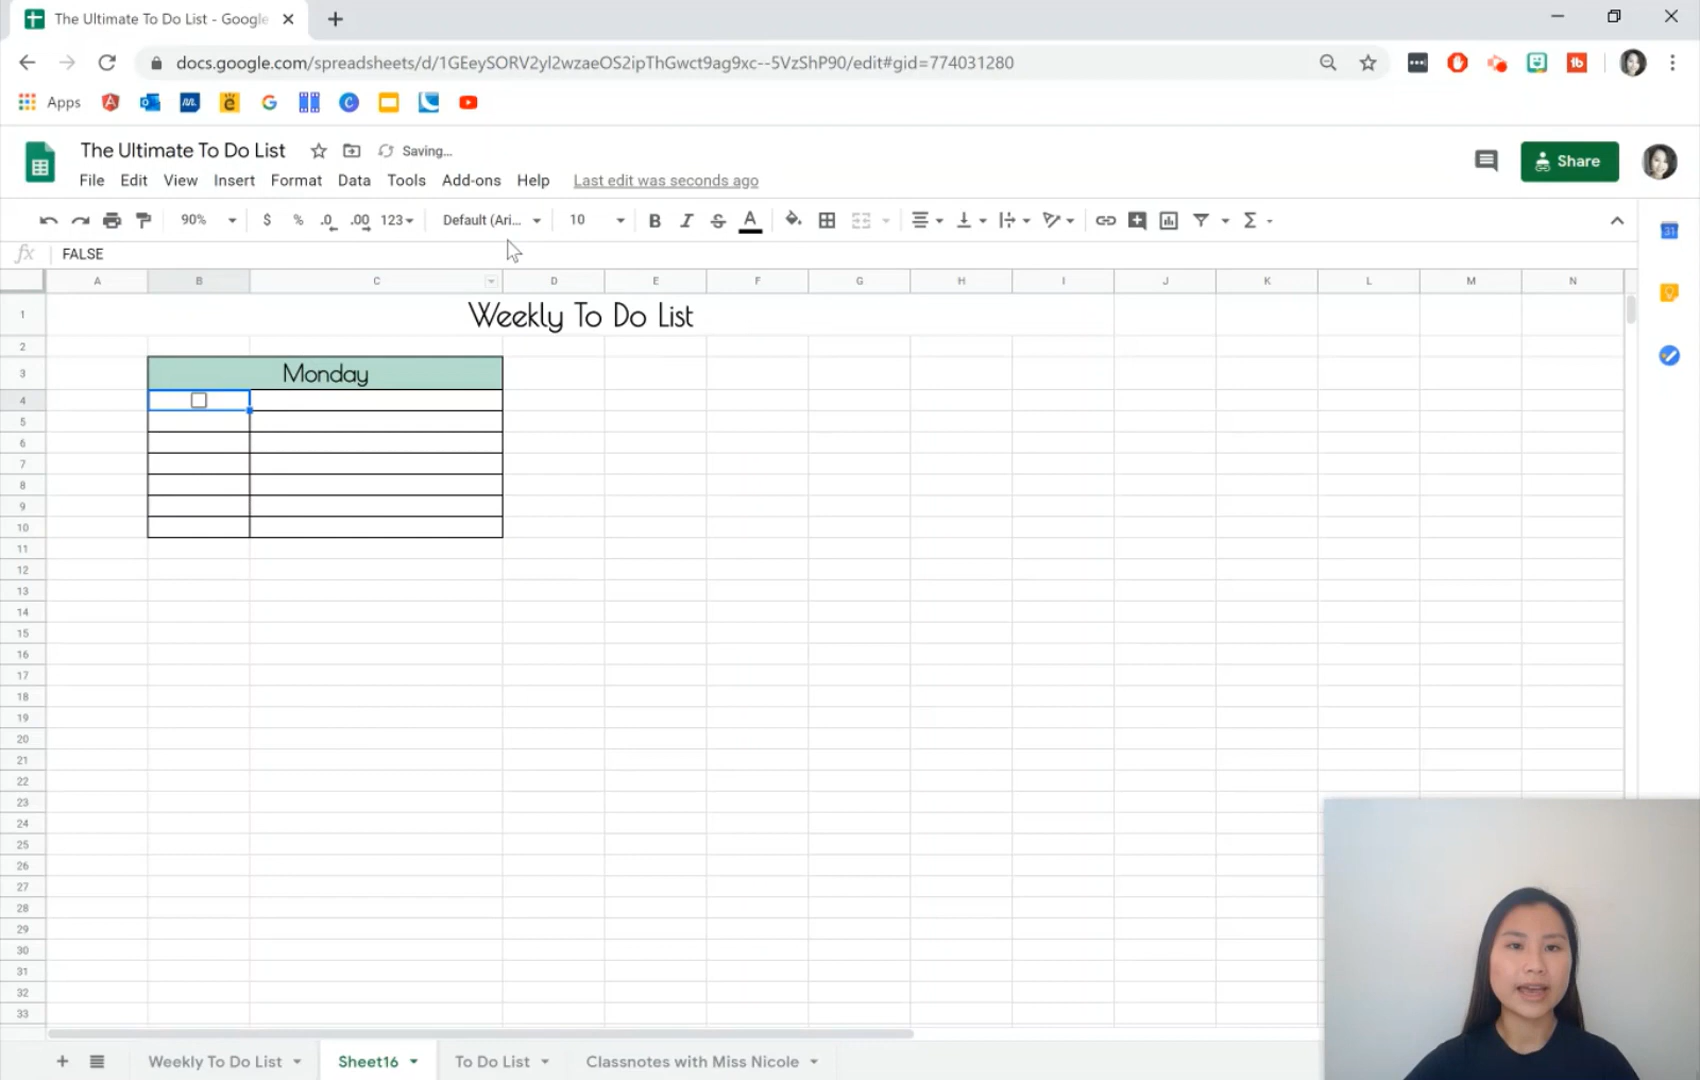 The Ultimate To Do List - Google
docs.google.com/spreadsheets/d/1GEeySORV2yl2wzaeOS2ipThGwct9ag9xc--5VzShP90/edit#gid=774031280
Apps
The Ultimate To Do List Saving...
Share
File Edit View Insert Format Data Tools Add-ons Help Last edit was seconds ago
90% $ % .0 .00 123 Default (Ari... 10 B I S A Σ
31
fx FALSE
A B C D E F G H I J K L M N
1 Weekly To Do List
2
3 Monday
4
5
6
7
8
9
10
11
12
13
14
15
16
17
18
19
20
21
22
23
24
25
26
27
28
29
30
31
32
33
+ Weekly To Do List Sheet16 To Do List Classnotes with Miss Nicole